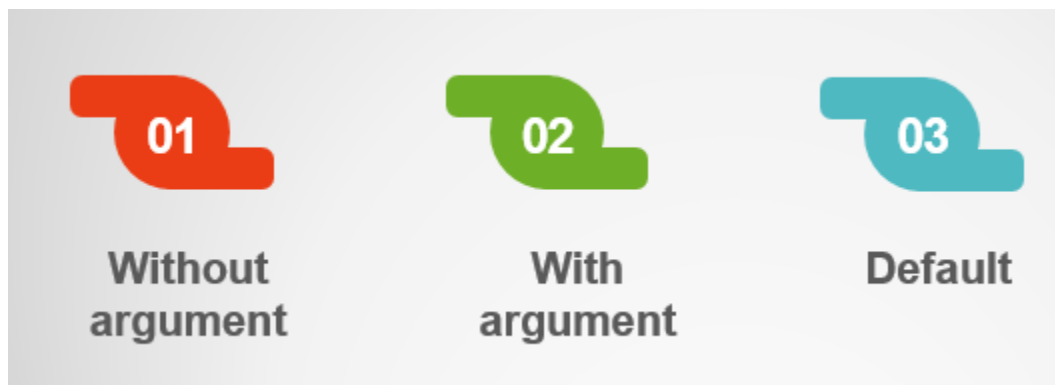 01
Without
argument
02
With
argument
03
Default